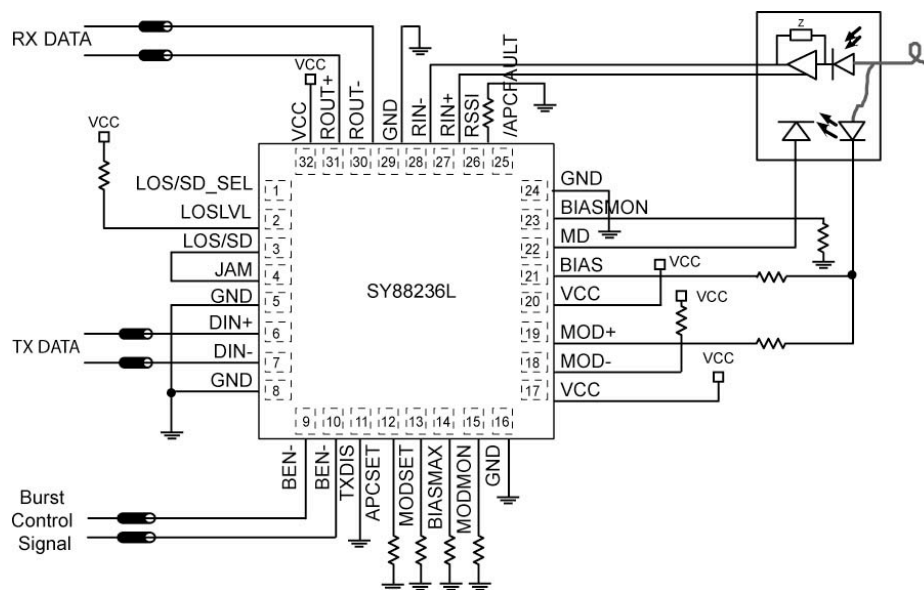 RX DATA
z
VCC
VCC
VCC
ROUT+
ROUT-
GND
RIN-
RIN+
RSSI
/APCFAULT
32
31
30
29
28
27
26
25
LOS/SD_SEL
1
LOSLVL
2
LOS/SD
3
JAM
4
GND
5
DIN+
6
TX DATA
DIN-
7
GND
8
SY88236L
24
GND
23
BIASMON
22
MD
21
BIAS
VCC
20
VCC
VCC
19
MOD+
18
MOD-
VCC
17
VCC
9
10
11
12
13
14
15
16
BEN-
BEN-
TXDIS
APCSET
MODSET
BIASMAX
MODMON
GND
Burst
Control
Signal